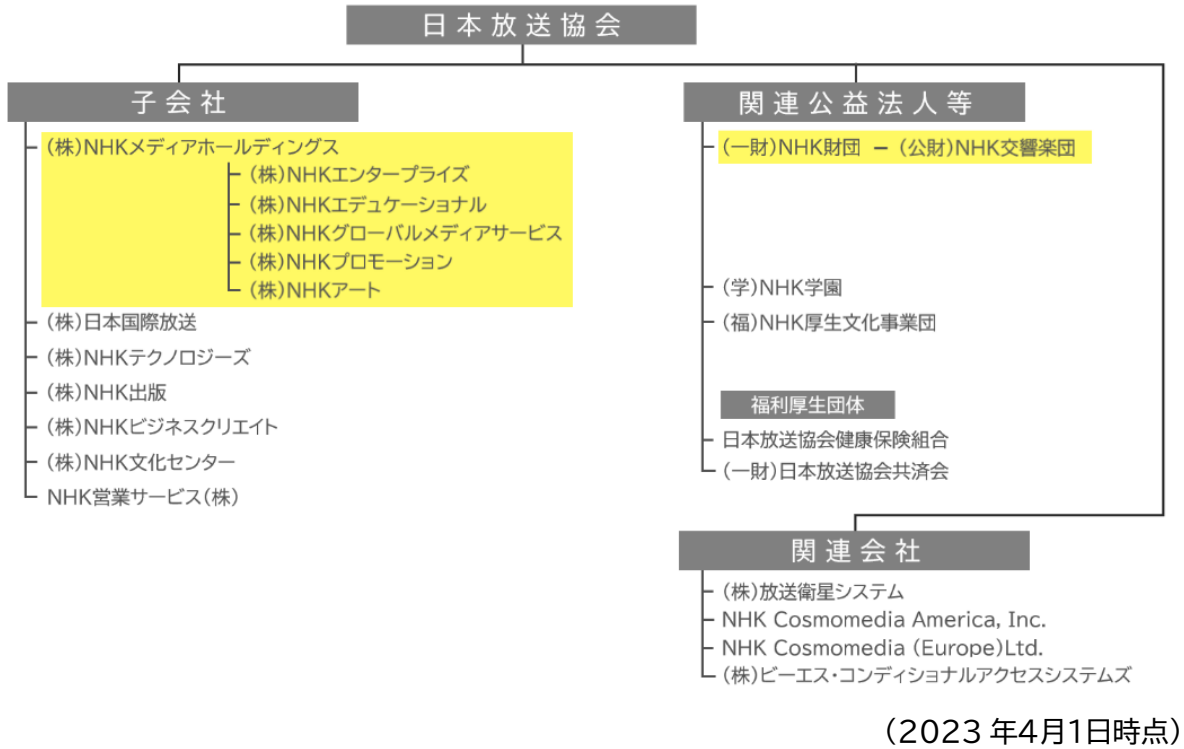 日本放送協会
子会社
(株)NHKメディアホールディングス
(株)NHKエンタープライズ
(株)NHKエデュケーショナル
(株)NHKグローバルメディアサービス
(株)NHKプロモーション
(株)NHKアート
(株)日本国際放送
(株)NHKテクノロジーズ
(株)NHK出版
(株)NHKビジネスクリエイト
(株)NHK文化センター
NHK営業サービス(株)
関連公益法人等
(一財)NHK財団 － (公財)NHK交響楽団
(学)NHK学園
(福)NHK厚生文化事業団
福利厚生団体
日本放送協会健康保険組合
(一財)日本放送協会共済会
関連会社
(株)放送衛星システム
NHK Cosmomedia America, Inc.
NHK Cosmomedia (Europe)Ltd.
(株)ビーエス・コンディショナルアクセスシステムズ
（2023 年4月1日時点）